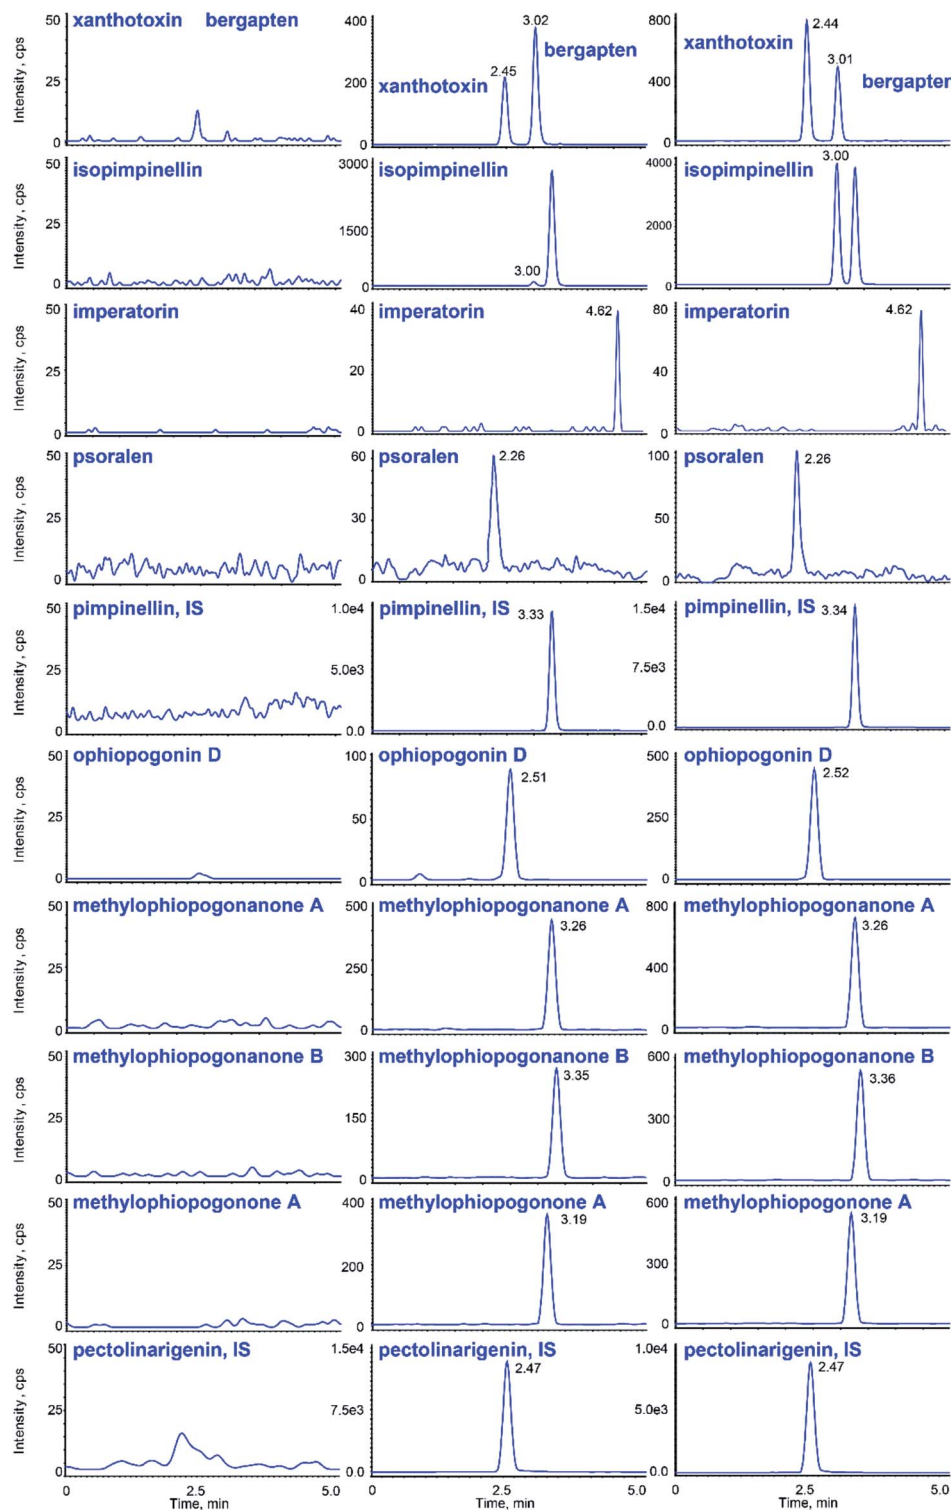 xanthotoxin bergapten
Intensity, cps
50
25
0
400
200
0
xanthotoxin
2.45
3.02
bergapten
800
400
0
xanthotoxin
2.44
3.01
bergapten
isopimpinellin
Intensity, cps
50
25
0
isopimpinellin
3000
1500
0
3.00
isopimpinellin
4000
2000
0
3.00
imperatorin
Intensity, cps
50
25
0
imperatorin
40
20
0
4.62
imperatorin
80
40
0
4.62
psoralen
Intensity, cps
50
25
0
psoralen
60
30
0
2.26
psoralen
100
50
0
2.26
pimpinellin, IS
Intensity, cps
50
25
0
pimpinellin, IS
1.0e4
5.0e3
0.0
3.33
pimpinellin, IS
1.5e4
7.5e3
0.0
3.34
ophiopogonin D
Intensity, cps
50
25
0
ophiopogonin D
100
50
0
2.51
ophiopogonin D
500
250
0
2.52
methylophiopogonanone A
Intensity, cps
50
25
0
methylophiopogonanone A
500
250
0
3.26
methylophiopogonanone A
800
400
0
3.26
methylophiopogonanone B
Intensity, cps
50
25
0
methylophiopogonanone B
300
150
0
3.35
methylophiopogonanone B
600
300
0
3.36
methylophiopogonone A
Intensity, cps
50
25
0
methylophiopogonone A
400
200
0
3.19
methylophiopogonone A
600
300
0
3.19
pectolinarigenin, IS
Intensity, cps
50
25
0
pectolinarigenin, IS
1.5e4
7.5e3
0.0
2.47
pectolinarigenin, IS
1.0e4
5.0e3
0.0
2.47
0 2.5 5.0
Time, min
0 2.5 5.0
Time, min
0 2.5 5.0
Time, min